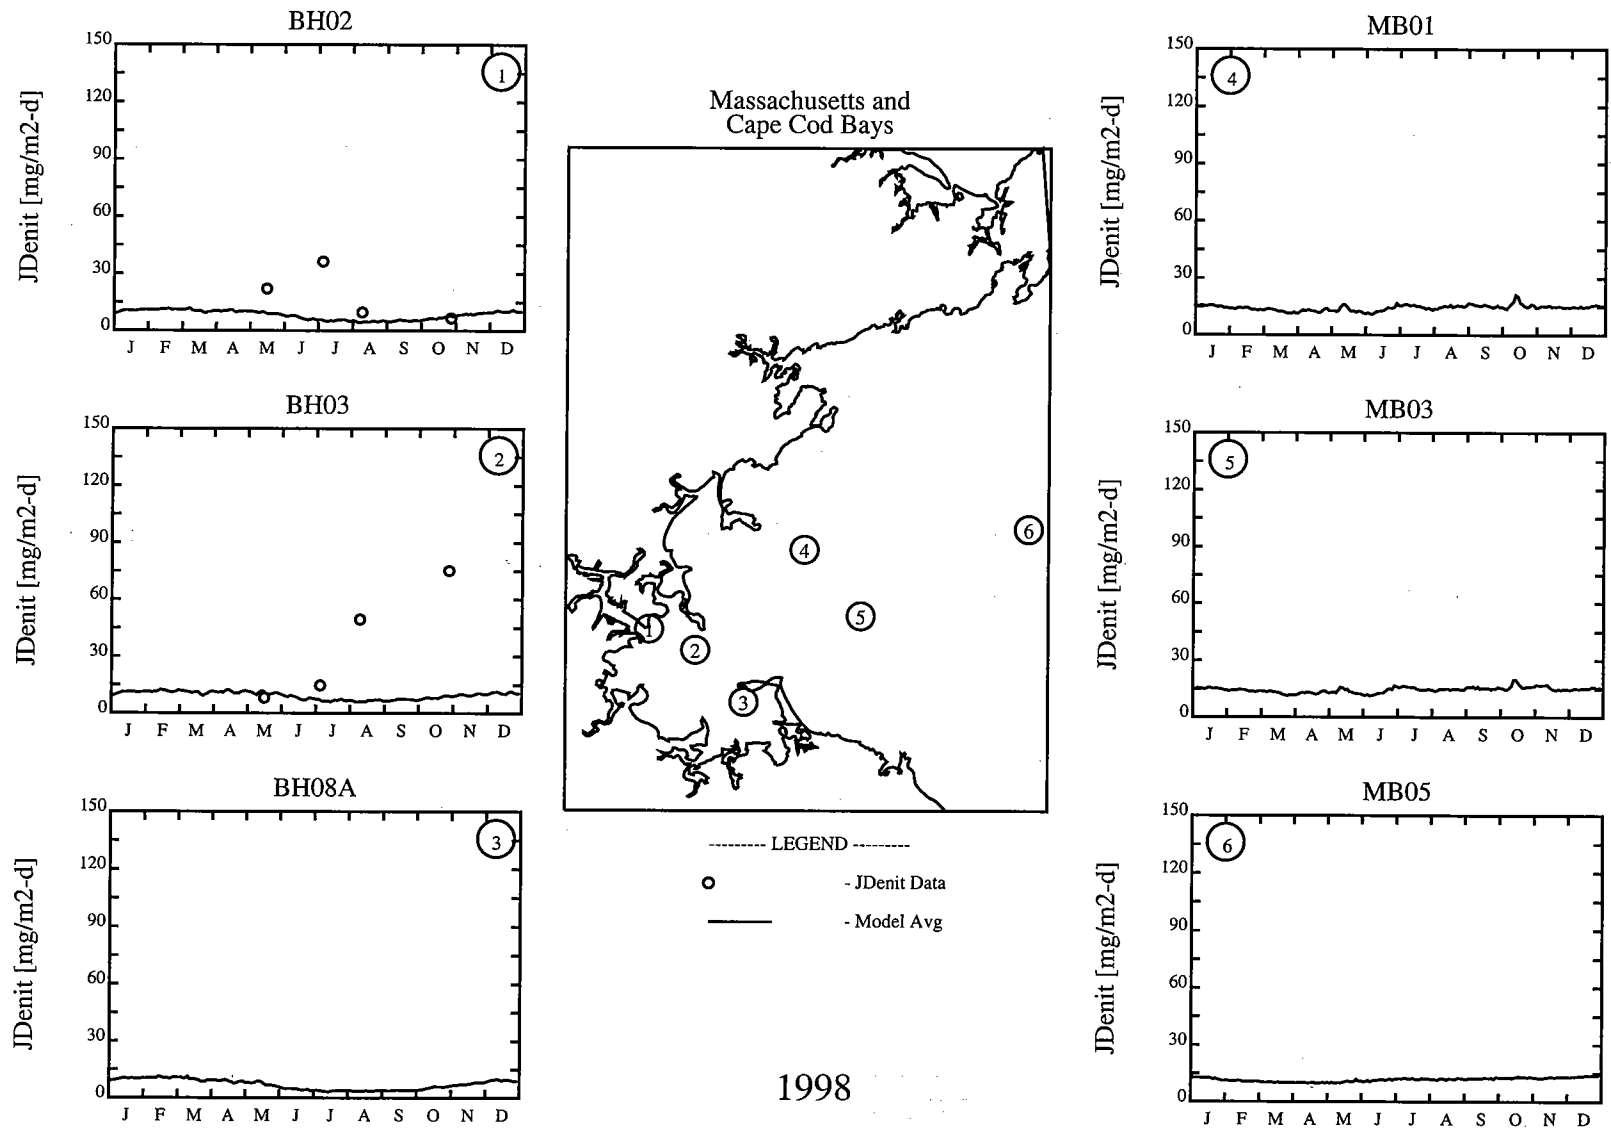 BH02
150
120
90
60
30
0
JDenit [mg/m2-d]
1
J F M A M J J A S O N D
BH03
150
120
90
60
30
0
JDenit [mg/m2-d]
2
J F M A M J J A S O N D
BH08A
150
120
90
60
30
0
JDenit [mg/m2-d]
3
J F M A M J J A S O N D
Massachusetts and
Cape Cod Bays
6
4
5
1
2
3
--------- LEGEND ---------
- JDenit Data
- Model Avg
1998
MB01
150
120
90
60
30
0
JDenit [mg/m2-d]
4
J F M A M J J A S O N D
MB03
150
120
90
60
30
0
JDenit [mg/m2-d]
5
J F M A M J J A S O N D
MB05
150
120
90
60
30
0
JDenit [mg/m2-d]
6
J F M A M J J A S O N D